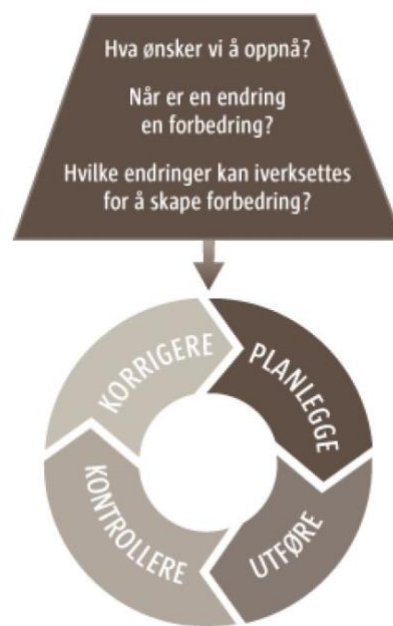 Hva ønsker vi å oppnå?
Når er en endring
en forbedring?
Hvilke endringer kan iverksettes
for å skape forbedring?
PLANLEGGE
UTFØRE
KONTROLLERE
KORRIGERE